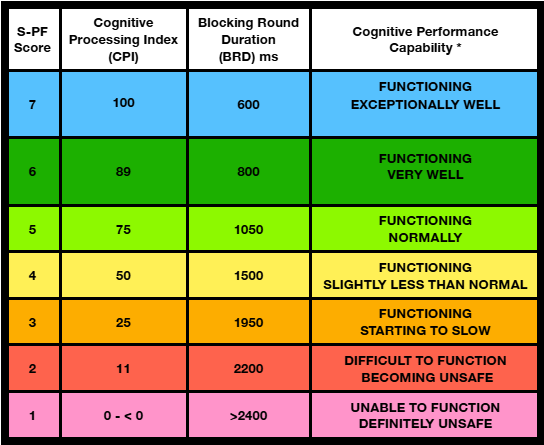 S-PF
Score
Cognitive
Processing Index
(CPI)
Blocking Round
Duration
(BRD) ms
Cognitive Performance
Capability *
7
100
600
FUNCTIONING
EXCEPTIONALLY WELL
6
89
800
FUNCTIONING
VERY WELL
5
75
1050
FUNCTIONING
NORMALLY
4
50
1500
FUNCTIONING
SLIGHTLY LESS THAN NORMAL
3
25
1950
FUNCTIONING
STARTING TO SLOW
2
11
2200
DIFFICULT TO FUNCTION
BECOMING UNSAFE
1
0 - < 0
>2400
UNABLE TO FUNCTION
DEFINITELY UNSAFE